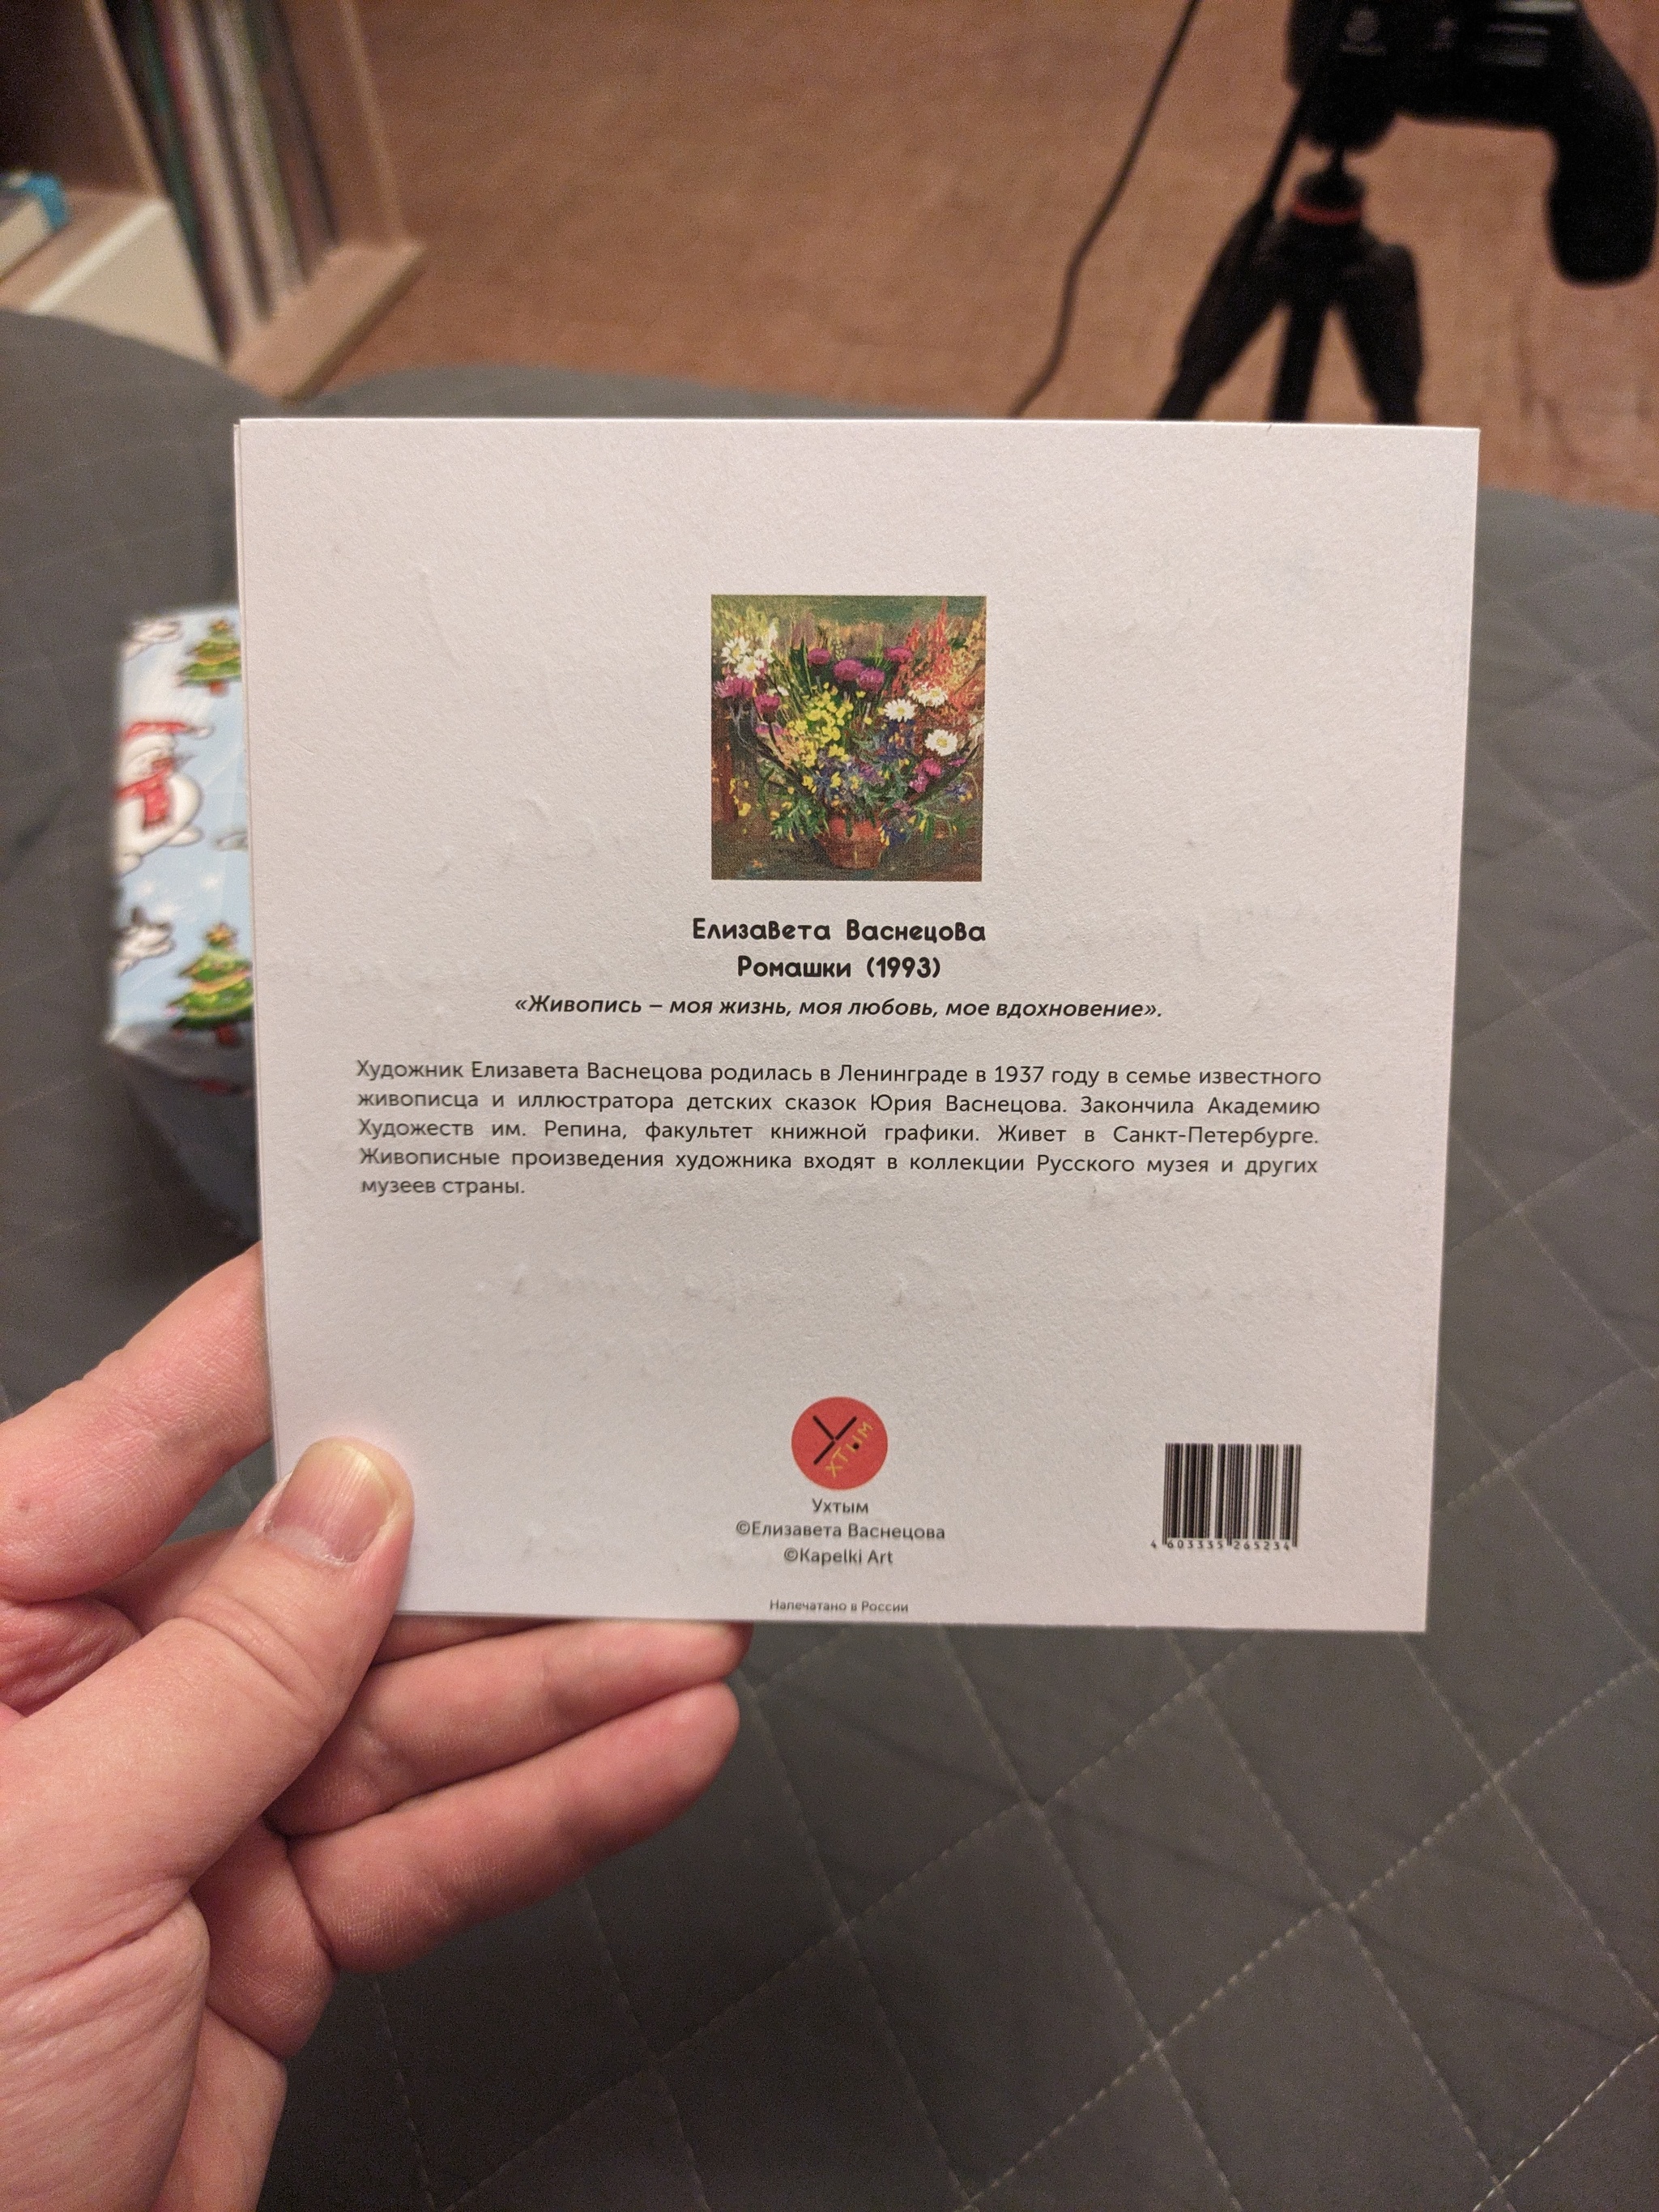 Елизавета Васнецова
Ромашки (1993)
«Живопись – моя жизнь, моя любовь, мое вдохновение».
Художник Елизавета Васнецова родилась в Ленинграде в 1937 году в семье известного
живописца и иллюстратора детских сказок Юрия Васнецова. Закончила Академию
Художеств им. Репина, факультет книжной графики. Живет в Санкт-Петербурге.
Живописные произведения художника входят в коллекции Русского музея и других
музеев страны.
Ухтым
Ухтым
©Елизавета Васнецова
©Kapelki Art
4 603335 265234
Напечатано в России